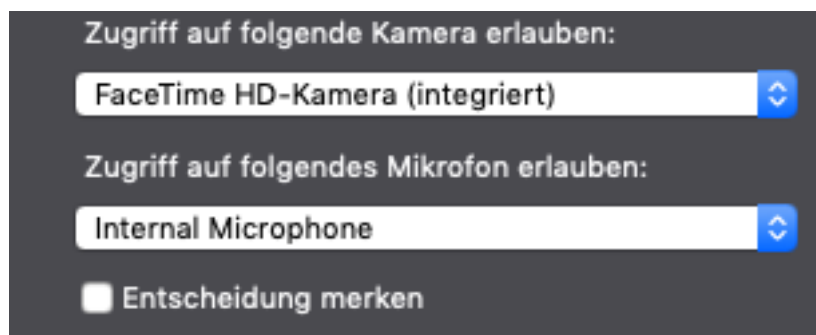 Zugriff auf folgende Kamera erlauben:
FaceTime HD-Kamera (integriert)
Zugriff auf folgendes Mikrofon erlauben:
Internal Microphone
Entscheidung merken